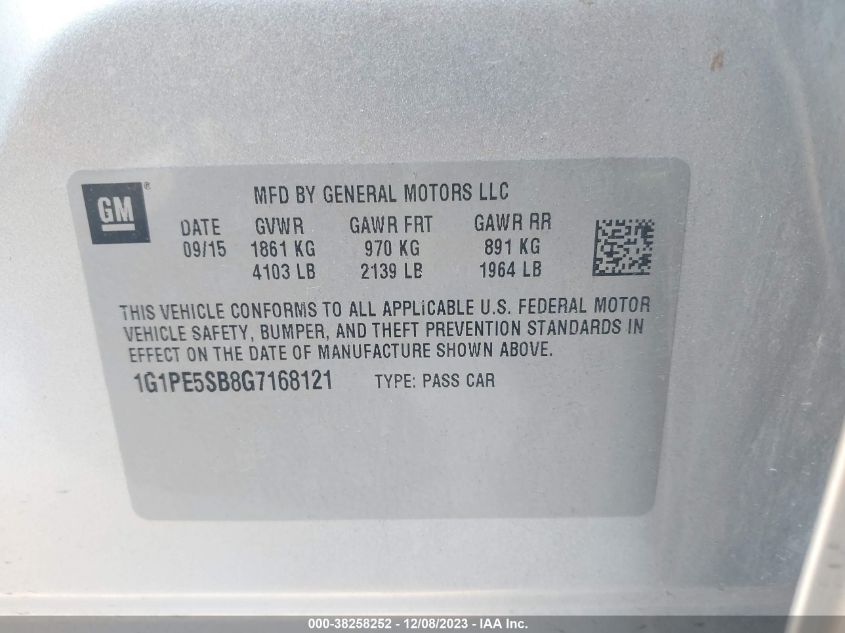 GM ®
MFD BY GENERAL MOTORS LLC
DATE GVWR GAWR FRT GAWR RR
09/15 1861 KG 970 KG 891 KG
4103 LB 2139 LB 1964 LB
THIS VEHICLE CONFORMS TO ALL APPLICABLE U.S. FEDERAL MOTOR
VEHICLE SAFETY, BUMPER, AND THEFT PREVENTION STANDARDS IN
EFFECT ON THE DATE OF MANUFACTURE SHOWN ABOVE.
1G1PE5SB8G7168121 TYPE: PASS CAR
000-38258252 - 12/08/2023 - IAA Inc.